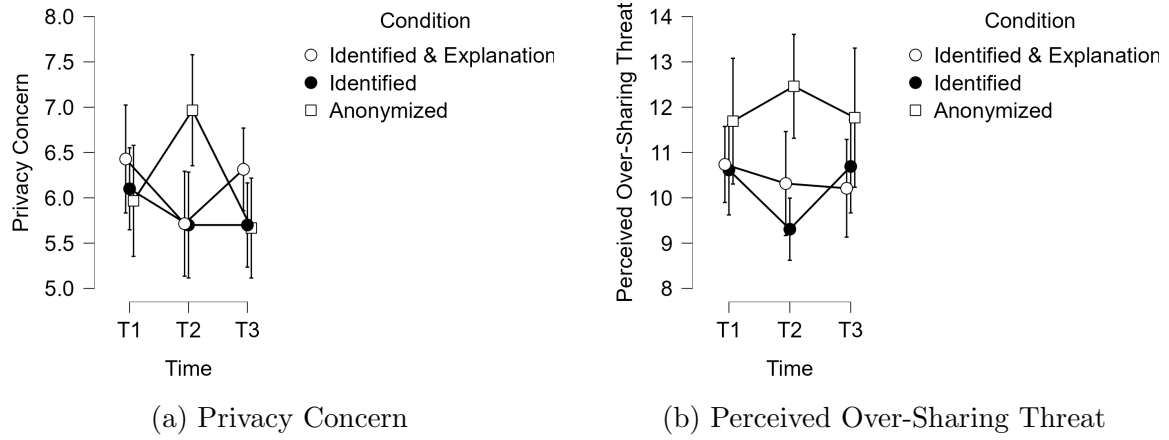 8.0
7.5
7.0
6.5
6.0
5.5
5.0
Privacy Concern
T1 T2 T3
Time
Condition
Identified & Explanation
Identified
Anonymized
(a) Privacy Concern
14
13
12
11
10
9
8
Perceived Over-Sharing Threat
T1 T2 T3
Time
Condition
Identified & Explanation
Identified
Anonymized
(b) Perceived Over-Sharing Threat